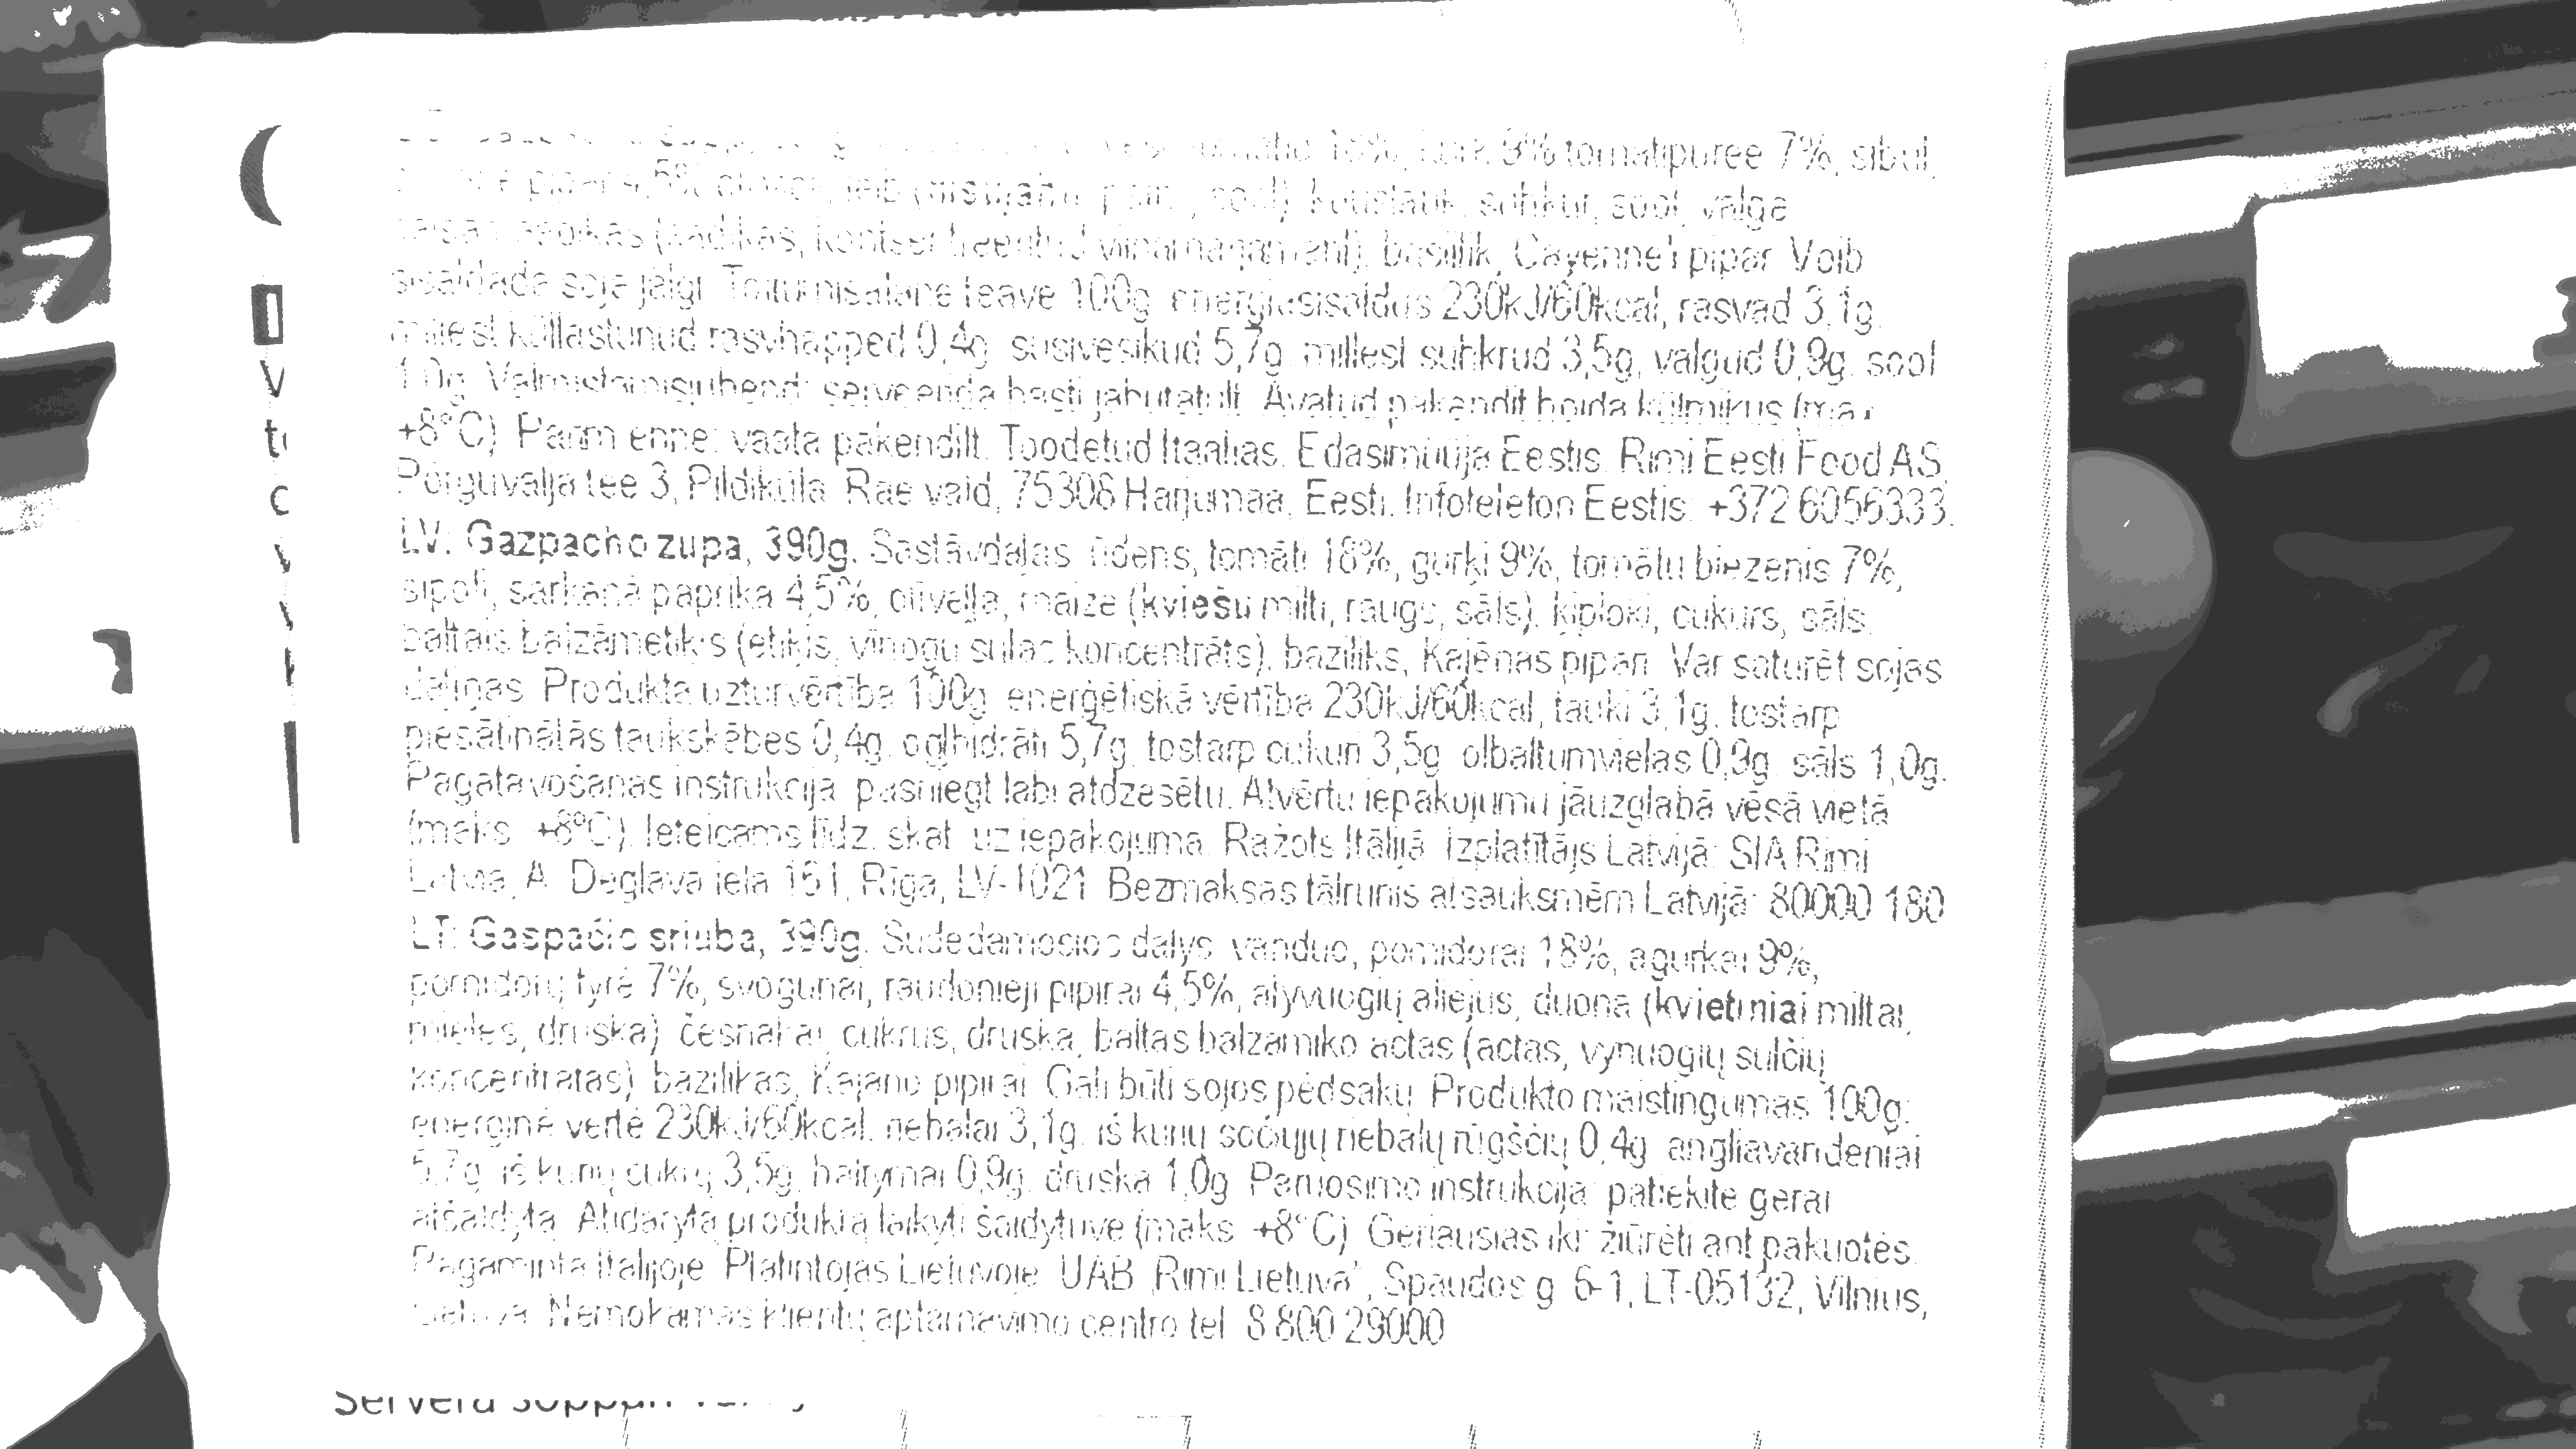 18%, kurk 9% tomatipüree 7%, sibul,
pipar 4,5% leib (nisujahu, pärm, sool) küüslauk, suhkur, sool, valge
(äädikas, kontsentreeritud viinamarjamahl), basiilik, Cayenne'i pipar. Võib
sisaldada soja jälgi. Toitumisalane teave 100g: energiasisaldus 230kJ/60kcal, rasvad 3,1g,
millest küllastunud rasvhapped 0,4g, süsivesikud 5,7g, millest suhkrud 3,5g, valgud 0,9g, sool
1,0g. Valmistamisjuhend: serveerida hästi jahutatult. Avatud pakendit hoida külmikus (max
+8°C). Parim enne: vaata pakendilt. Toodetud Itaalias. Edasimüüja Eestis: Rimi Eesti Food AS,
Põrguvälja tee 3, Pildiküla, Rae vald, 75308 Harjumaa, Eesti. Infotelefon Eestis: +372 6056333.
LV: Gazpacho zupa, 390g. Sastāvdaļas: ūdens, tomāti 18%, gurķi 9%, tomātu biezenis 7%,
sīpoli, sarkanā paprika 4,5%, olīveļļa, maize (kviešu milti, raugs, sāls), ķiploki, cukurs, sāls,
baltais balzāmetiķis (etiķis, vīnogu sulas koncentrāts), baziliks, Kajēnas pipari. Var saturēt sojas
daļiņas. Produkta uzturvērtība 100g: enerģētiskā vērtība 230kJ/60kcal, tauki 3,1g, tostarp
piesātinātās taukskābes 0,4g, ogļhidrāti 5,7g, tostarp cukuri 3,5g, olbaltumvielas 0,9g, sāls 1,0g.
Pagatavošanas instrukcija: pasniegt labi atdzesētu. Atvērtu iepakojumu jāuzglabā vēsā vietā
(maks. +8°C). Ieteicams līdz: skat. uz iepakojuma. Ražots Itālijā. Izplatītājs Latvijā: SIA Rimi
Latvia, A. Deglava iela 161, Rīga, LV-1021. Bezmaksas tālrunis atsauksmēm Latvijā: 80000 180
LT: Gaspačio sriuba, 390g. Sudedamosios dalys: vanduo, pomidorai 18%, agurkai 9%,
pomidorų tyrė 7%, svogūnai, raudonieji pipirai 4,5%, alyvuogių aliejus, duona (kvietiniai miltai,
mielės, druska), česnakai, cukrus, druska, baltas balzamiko actas (actas, vynuogių sulčių
koncentratas), bazilikas, Kajano pipirai. Gali būti sojos pėdsakų. Produkto maistingumas 100g:
energinė vertė 230kJ/60kcal, riebalai 3,1g, iš kurių sočiųjų riebalų rūgščių 0,4g, angliavandeniai
5,7g, iš kurių cukrų 3,5g, baltymai 0,9g, druska 1,0g. Paruošimo instrukcija: patiekite gerai
atšaldytą. Atidarytą produktą laikyti šaldytuve (maks. +8°C). Geriausias iki: žiūrėti ant pakuotės.
Pagaminta Italijoje. Platintojas Lietuvoje: UAB „Rimi Lietuva", Spaudos g. 6-1, LT-05132, Vilnius,
Lietuva. Nemokamas klientų aptarnavimo centro tel. 8 800 29000
Servera soppan